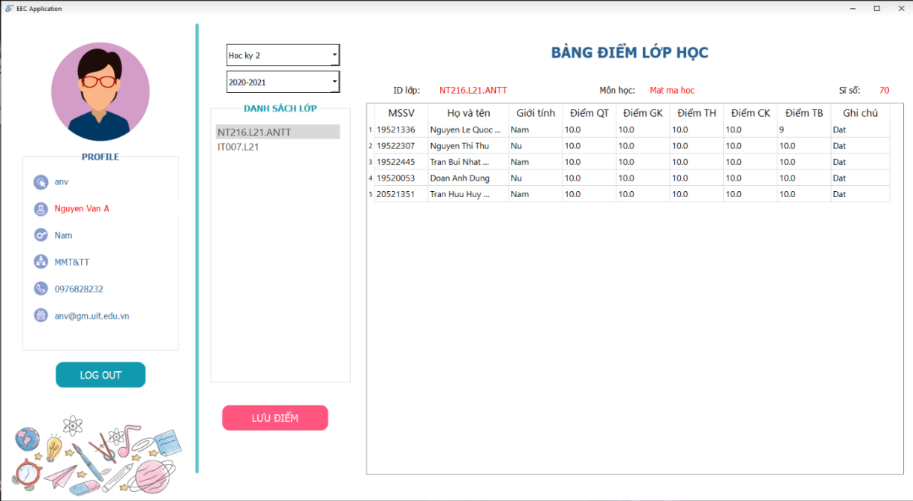 EEC Application
PROFILE
anv
Nguyen Van A
Nam
MMT&TT
0976828232
anv@gm.uit.edu.vn
LOG OUT
Hoc ky 2
2020-2021
DANH SÁCH LỚP
NT216.L21.ANTT
IT007.L21
LƯU ĐIỂM
BẢNG ĐIỂM LỚP HỌC
ID lớp: NT216.L21.ANTT Môn học: Mat ma hoc Sĩ số: 70
MSSV Họ và tên Giới tính Điểm QT Điểm GK Điểm TH Điểm CK Điểm TB Ghi chú
1 19521336 Nguyen Le Quoc ... Nam 10.0 10.0 10.0 10.0 9 Dat
2 19522307 Nguyen Thi Thu Nu 10.0 10.0 10.0 10.0 10.0 Dat
3 19522445 Tran Bui Nhat ... Nam 10.0 10.0 10.0 10.0 10.0 Dat
4 19520053 Doan Anh Dung Nu 10.0 10.0 10.0 10.0 10.0 Dat
5 20521351 Tran Huu Huy ... Nam 10.0 10.0 10.0 10.0 10.0 Dat